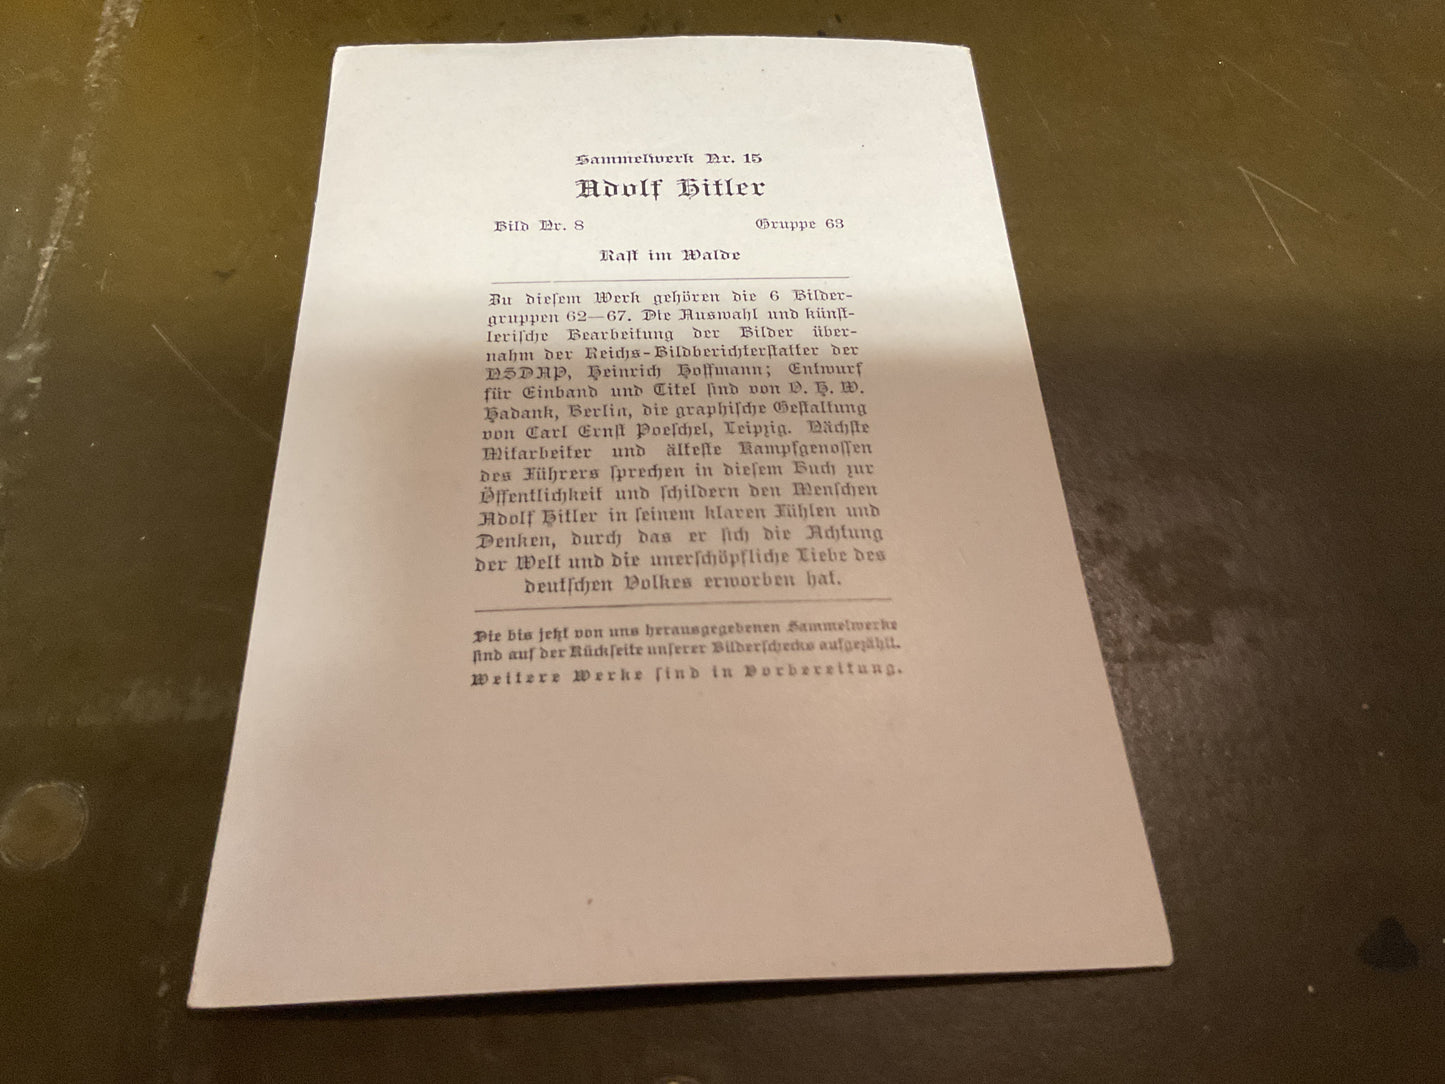 Sammelwerk Nr. 15
Adolf Hitler
Bild Nr. 8 Gruppe 63
Rast im Walde
Zu diesem Werk gehören die 6 Bilder-
gruppen 62—67. Die Auswahl und künst-
lerische Bearbeitung der Bilder über-
nahm der Reichs-Bildberichterstatter der
NSDAP, Heinrich Hoffmann; Entwurf
für Einband und Titel sind von O. H. W.
Hadank, Berlin, die graphische Gestaltung
von Carl Ernst Poeschel, Leipzig. Nächste
Mitarbeiter und älteste Kampfgenossen
des Führers sprechen in diesem Buch zur
Öffentlichkeit und schildern den Menschen
Adolf Hitler in seinem klaren Fühlen und
Denken, durch das er sich die Achtung
der Welt und die unerschöpfliche Liebe des
deutschen Volkes erworben hat.
Die bis jetzt von uns herausgegebenen Sammelwerke
sind auf der Rückseite unserer Bilderschecks aufgezählt.
Weitere Werke sind in Vorbereitung.